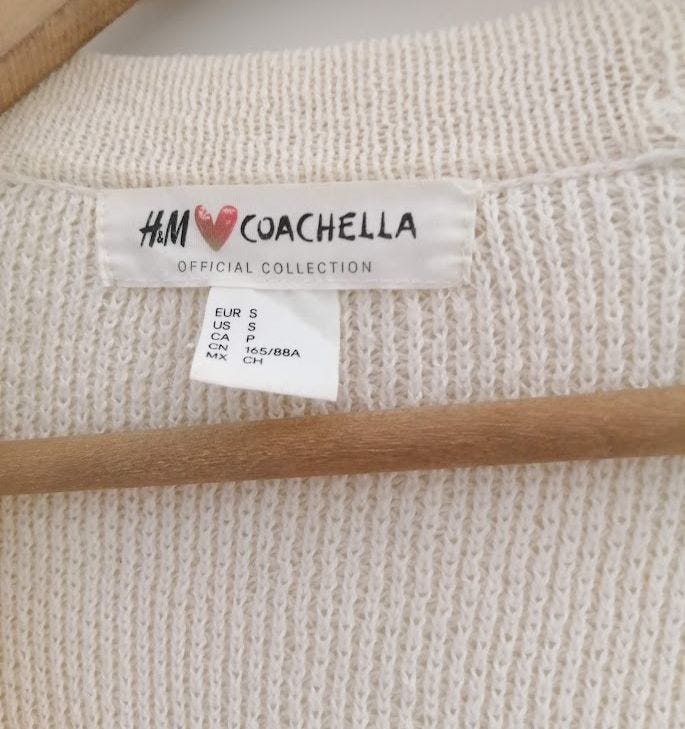 H&M COACHELLA
OFFICIAL COLLECTION
EUR S
US S
CA P
CN 165/88A
MX CH